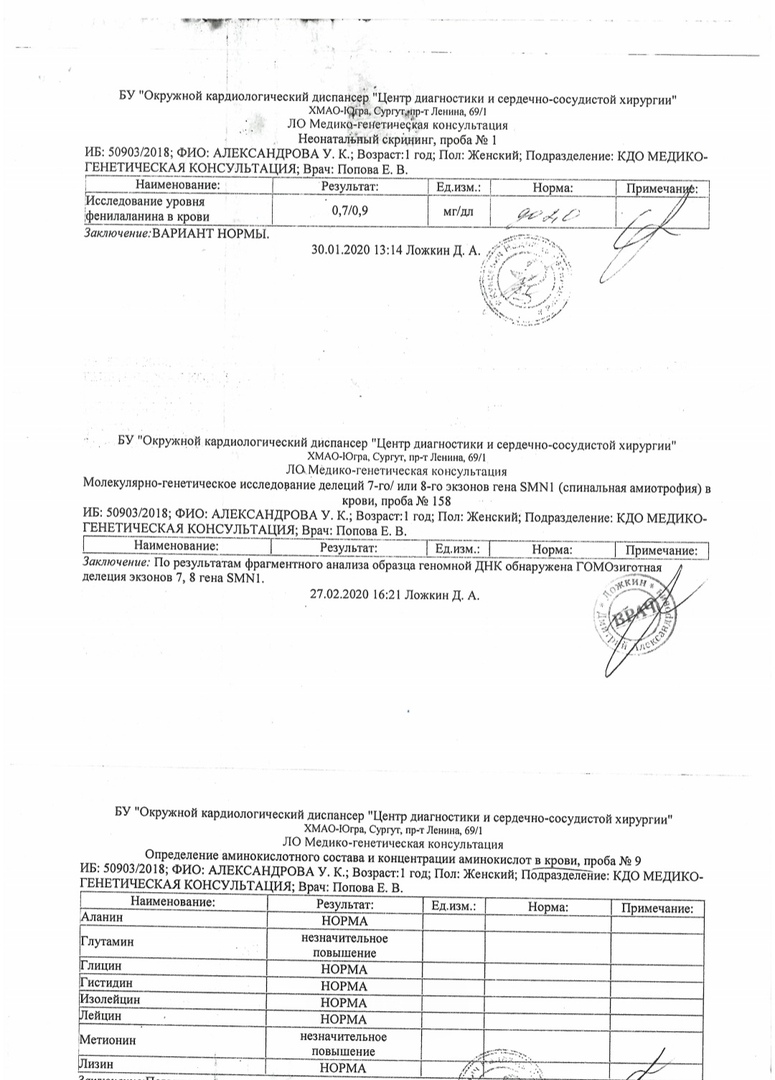 БУ "Окружной кардиологический диспансер "Центр диагностики и сердечно-сосудистой хирургии"
ХМАО-Югра, Сургут, пр-т Ленина, 69/1
ЛО Медико-генетическая консультация
Неонатальный скрининг, проба № 1
ИБ: 50903/2018; ФИО: АЛЕКСАНДРОВА У. К.; Возраст:1 год; Пол: Женский; Подразделение: КДО МЕДИКО-
ГЕНЕТИЧЕСКАЯ КОНСУЛЬТАЦИЯ; Врач: Попова Е. В.
Наименование: Результат: Ед.изм.: Норма: Примечание:
Исследование уровня
фенилаланина в крови 0,7/0,9 мг/дл до 2,0
Заключение:ВАРИАНТ НОРМЫ.
30.01.2020 13:14 Ложкин Д. А.
БУ "Окружной кардиологический диспансер "Центр диагностики и сердечно-сосудистой хирургии"
ХМАО-Югра, Сургут, пр-т Ленина, 69/1
ЛО Медико-генетическая консультация
Молекулярно-генетическое исследование делеций 7-го/ или 8-го экзонов гена SMN1 (спинальная амиотрофия) в
крови, проба № 158
ИБ: 50903/2018; ФИО: АЛЕКСАНДРОВА У. К.; Возраст:1 год; Пол: Женский; Подразделение: КДО МЕДИКО-
ГЕНЕТИЧЕСКАЯ КОНСУЛЬТАЦИЯ; Врач: Попова Е. В.
Наименование: Результат: Ед.изм.: Норма: Примечание:
Заключение: По результатам фрагментного анализа образца геномной ДНК обнаружена ГОМОзиготная
делеция экзонов 7, 8 гена SMN1.
27.02.2020 16:21 Ложкин Д. А.
Ложкин
ВРАЧ
Дмитрий Александрович
БУ "Окружной кардиологический диспансер "Центр диагностики и сердечно-сосудистой хирургии"
ХМАО-Югра, Сургут, пр-т Ленина, 69/1
ЛО Медико-генетическая консультация
Определение аминокислотного состава и концентрации аминокислот в крови, проба № 9
ИБ: 50903/2018; ФИО: АЛЕКСАНДРОВА У. К.; Возраст:1 год; Пол: Женский; Подразделение: КДО МЕДИКО-
ГЕНЕТИЧЕСКАЯ КОНСУЛЬТАЦИЯ; Врач: Попова Е. В.
Наименование: Результат: Ед.изм.: Норма: Примечание:
Аланин НОРМА
Глутамин незначительное
повышение
Глицин НОРМА
Гистидин НОРМА
Изолейцин НОРМА
Лейцин НОРМА
Метионин незначительное
повышение
Лизин НОРМА